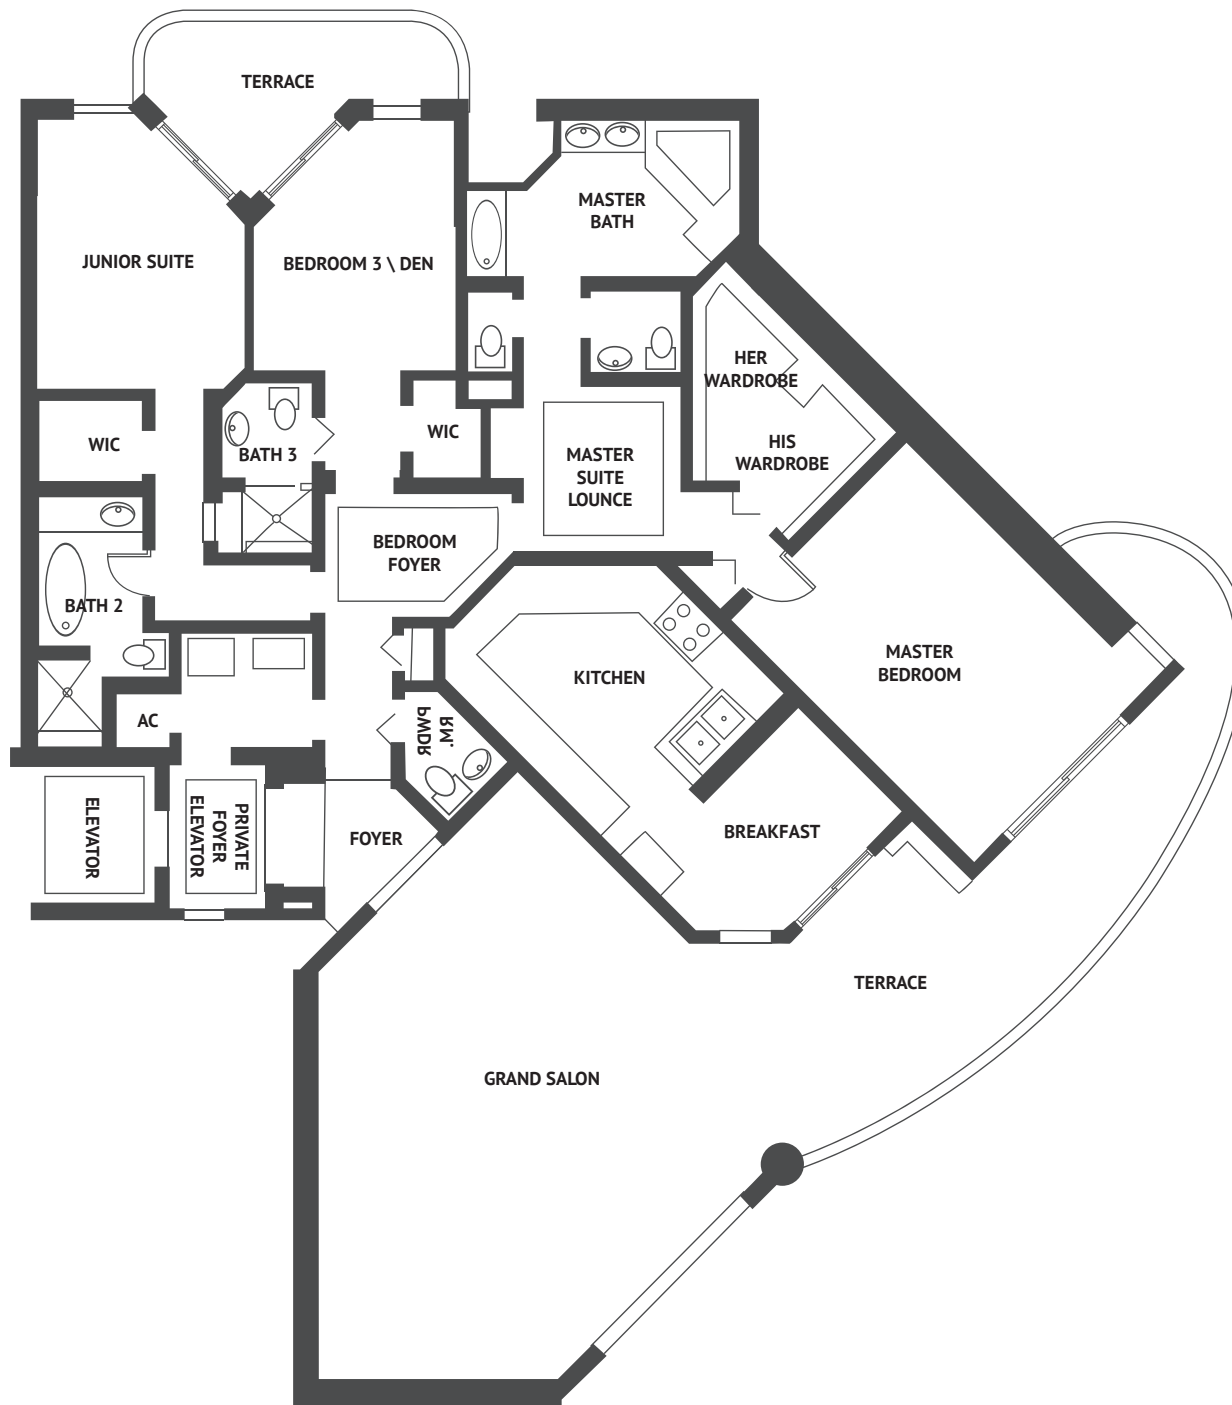 TERRACE
MASTER
BATH
JUNIOR SUITE
BEDROOM 3 \ DEN
HER
WARDROBE
WIC
WIC
BATH 3
HIS
WARDROBE
MASTER
SUITE
LOUNCE
BEDROOM
FOYER
BATH 2
KITCHEN
MASTER
BEDROOM
AC
PWDR
RM.
ELEVATOR
PRIVATE
FOYER
ELEVATOR
FOYER
BREAKFAST
TERRACE
GRAND SALON